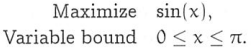 Maximize sin(x),
Variable bound 0 ≤ x ≤ π.